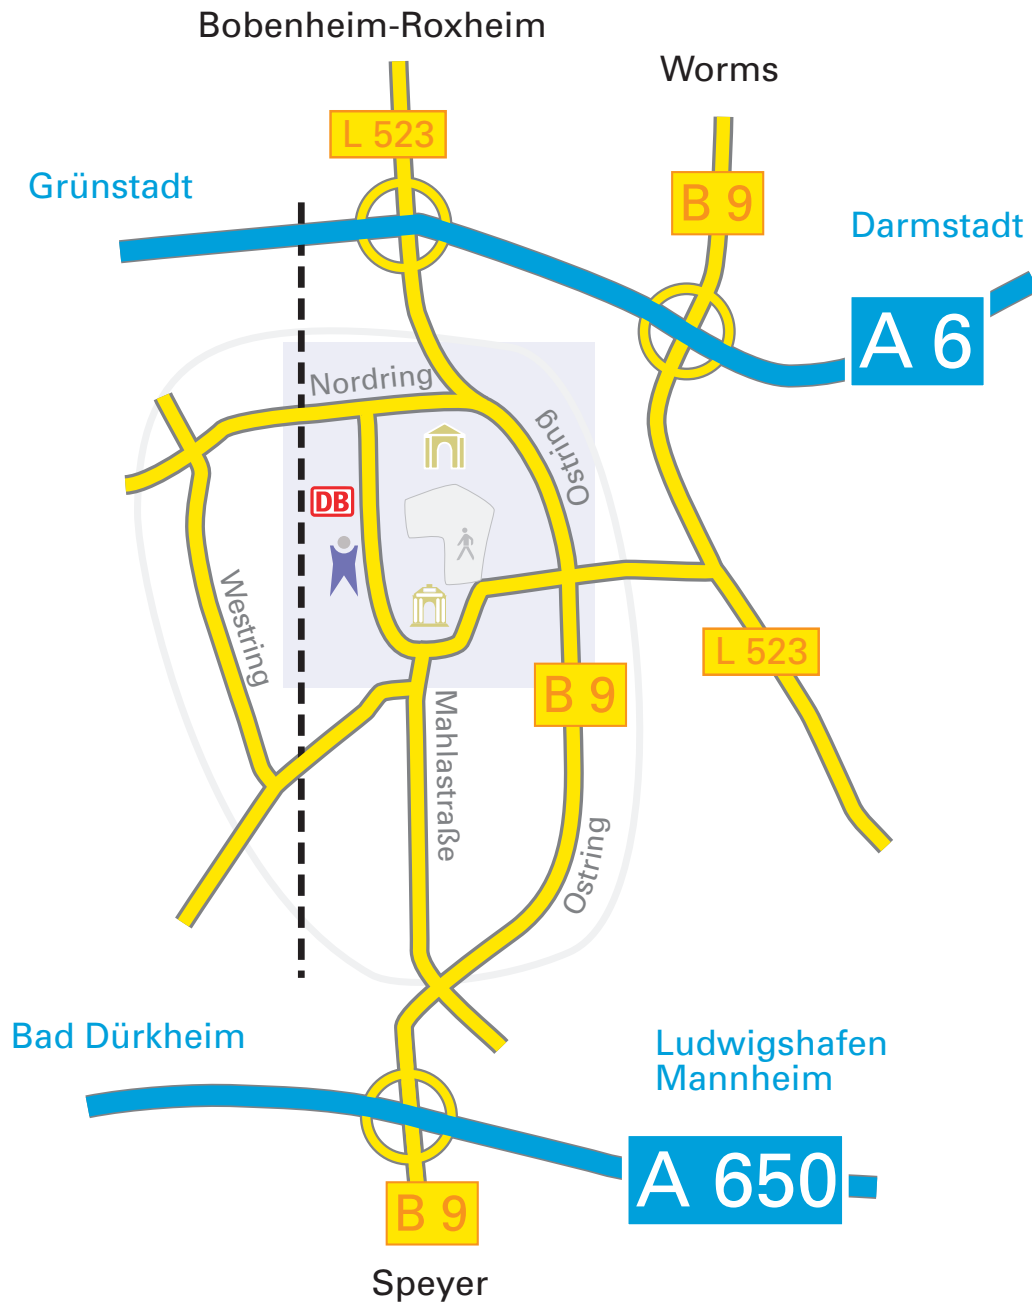 Bobenheim-Roxheim
Worms
L 523
Grünstadt
B 9
Darmstadt
A 6
Nordring
Ostring
DB
Westring
L 523
B 9
Mahlastraße
Ostring
Bad Dürkheim
Ludwigshafen
Mannheim
A 650
B 9
Speyer